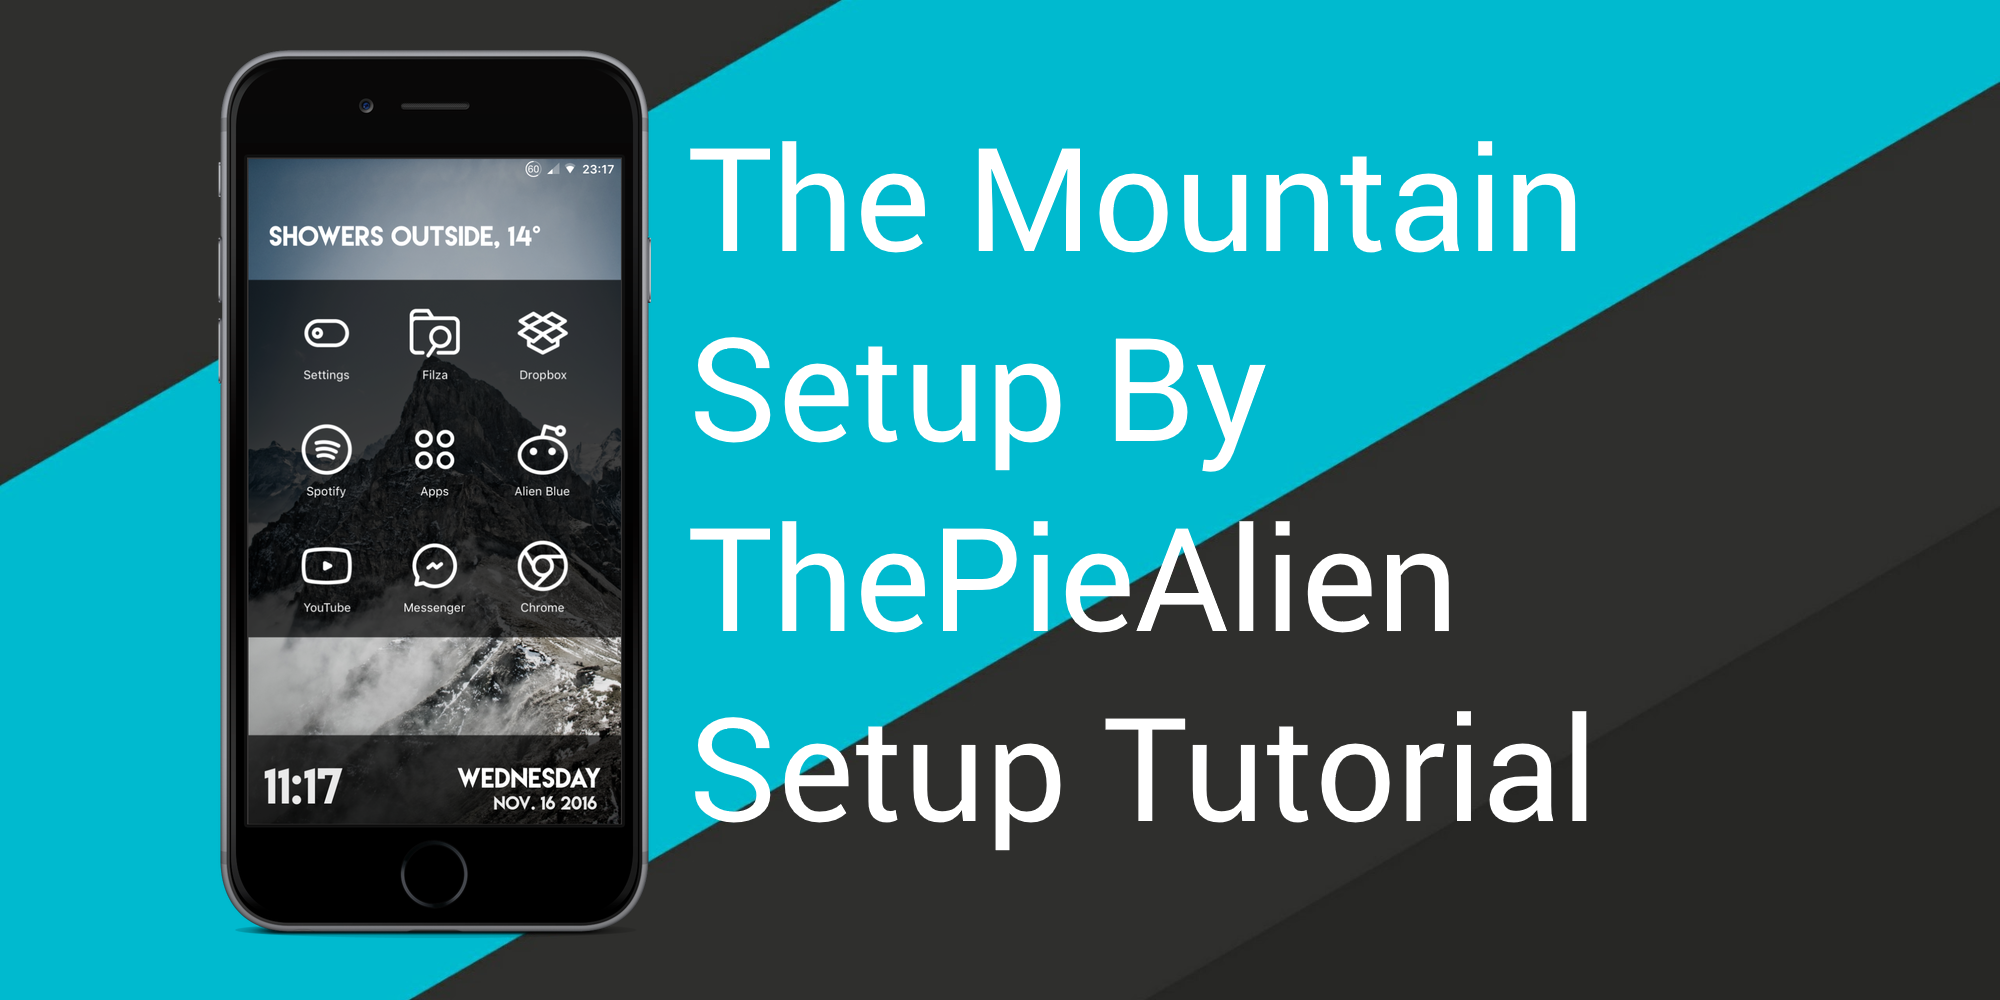 60 23:17
SHOWERS OUTSIDE, 14°
Settings Filza Dropbox
Spotify Apps Alien Blue
YouTube Messenger Chrome
11:17 WEDNESDAY
NOV. 16 2016
The Mountain
Setup By
ThePieAlien
Setup Tutorial